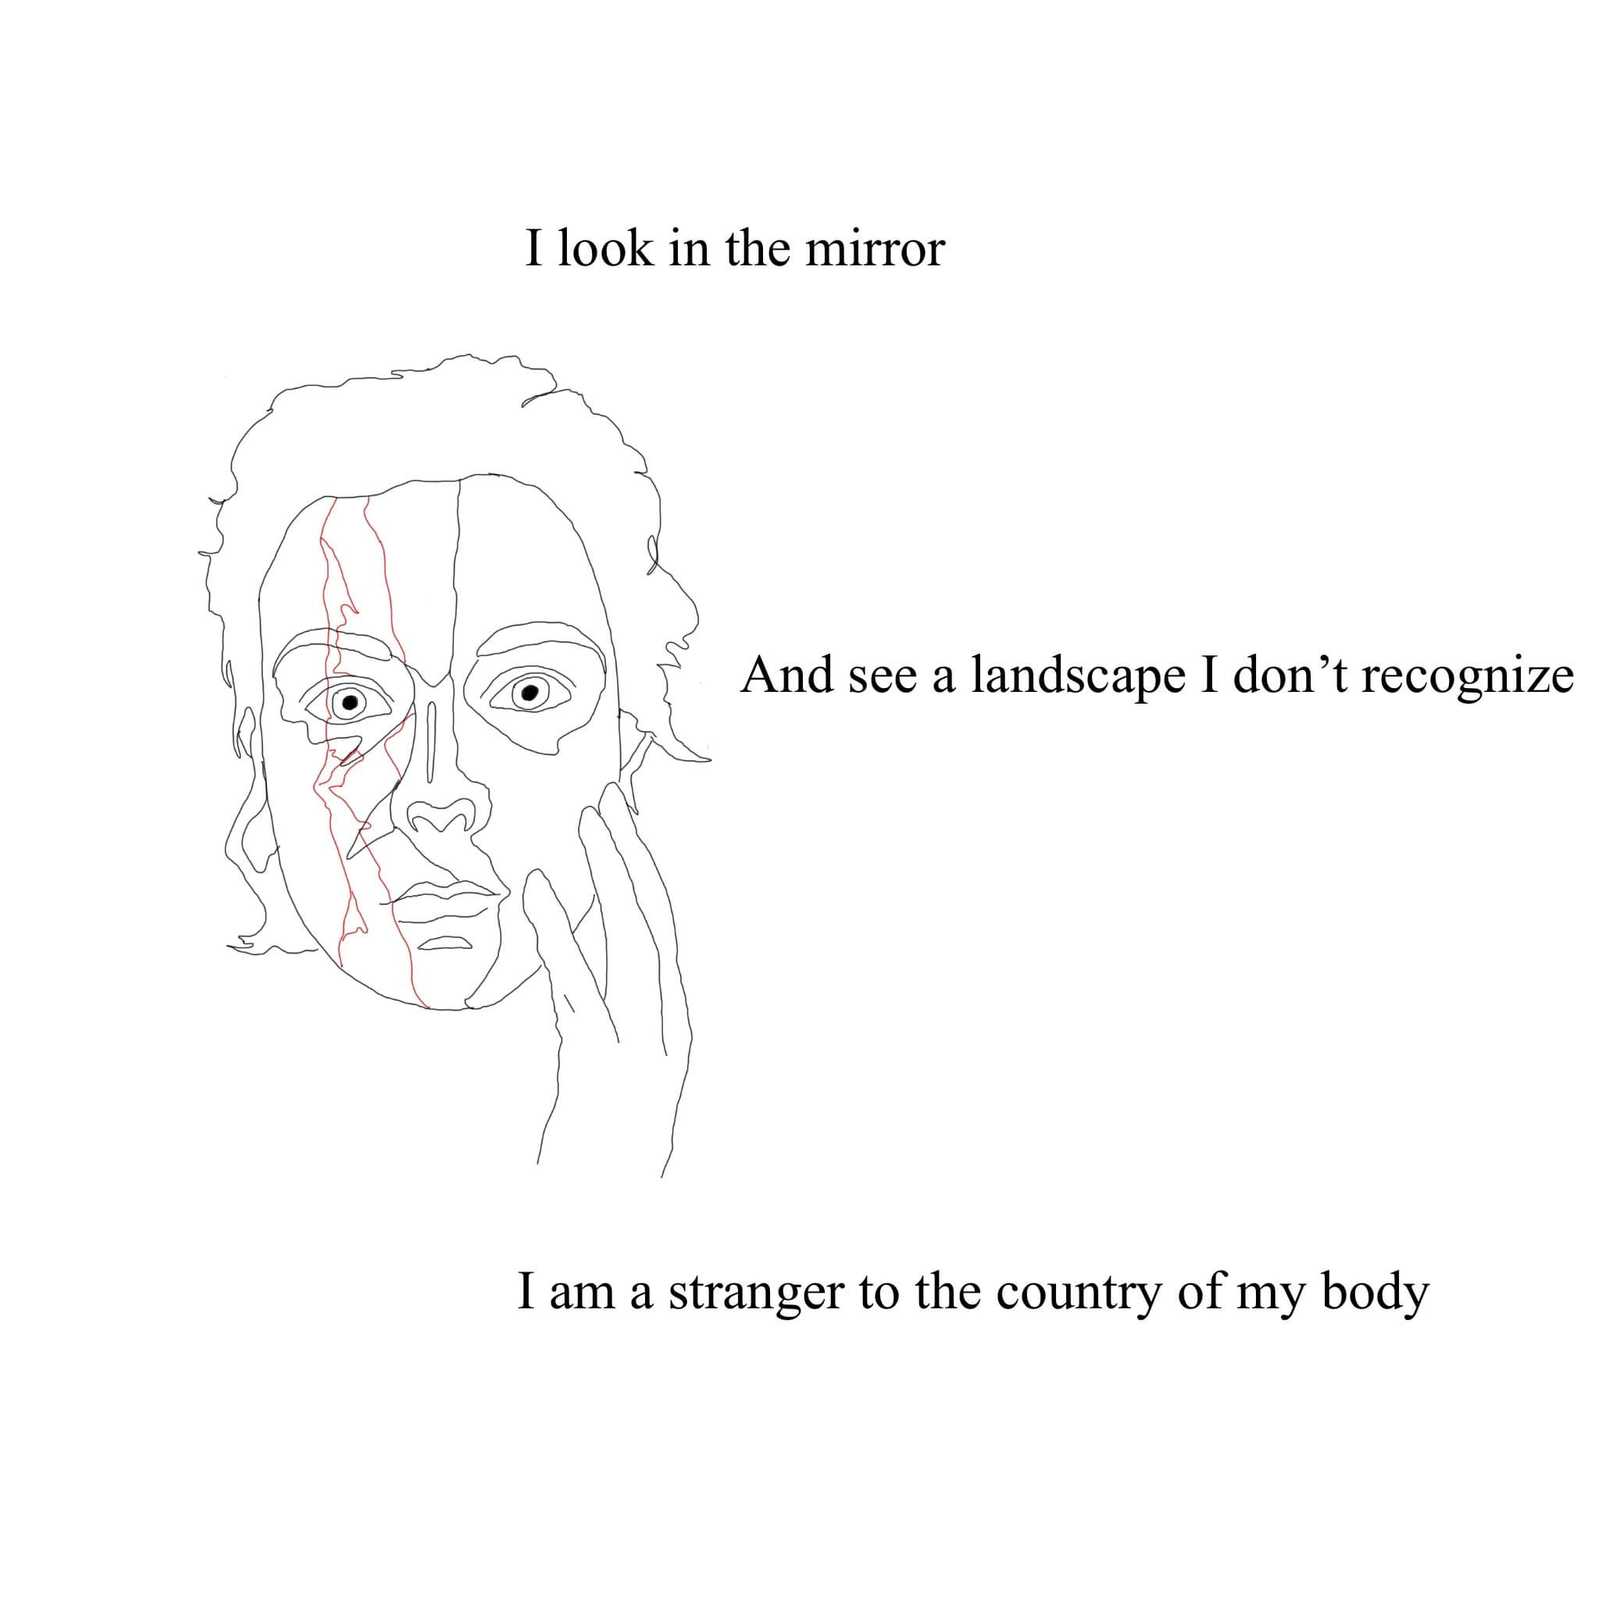 I look in the mirror
And see a landscape I don’t recognize
I am a stranger to the country of my body